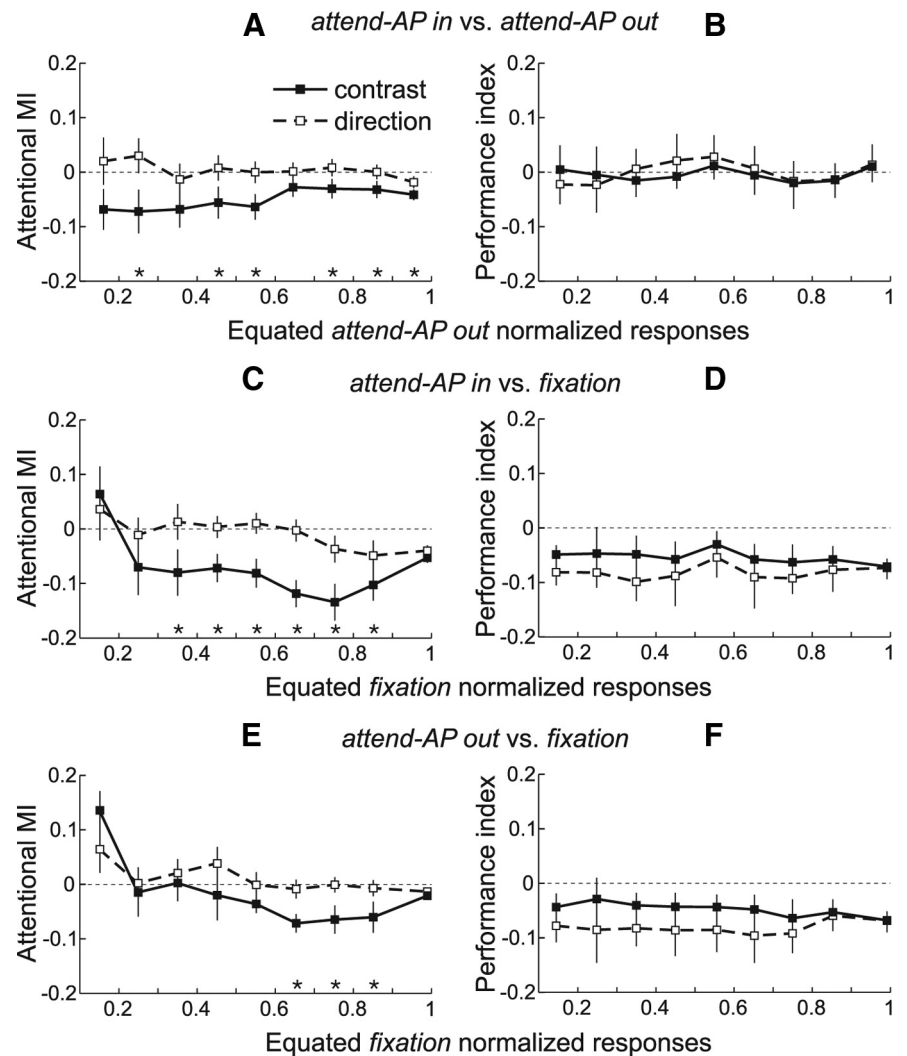 A attend-AP in vs. attend-AP out B
0.2
0.1
0
-0.1
-0.2
Attentional MI
contrast
direction
* * * * * *
0.2 0.4 0.6 0.8 1
0.2
0.1
0
-0.1
-0.2
Performance index
0.2 0.4 0.6 0.8 1
Equated attend-AP out normalized responses
C attend-AP in vs. fixation D
0.2
0.1
0
-0.1
-0.2
Attentional MI
* * * * * *
0.2 0.4 0.6 0.8 1
0.2
0.1
0
-0.1
-0.2
Performance index
0.2 0.4 0.6 0.8 1
Equated fixation normalized responses
E attend-AP out vs. fixation F
0.2
0.1
0
-0.1
-0.2
Attentional MI
* * *
0.2 0.4 0.6 0.8 1
0.2
0.1
0
-0.1
-0.2
Performance index
0.2 0.4 0.6 0.8 1
Equated fixation normalized responses